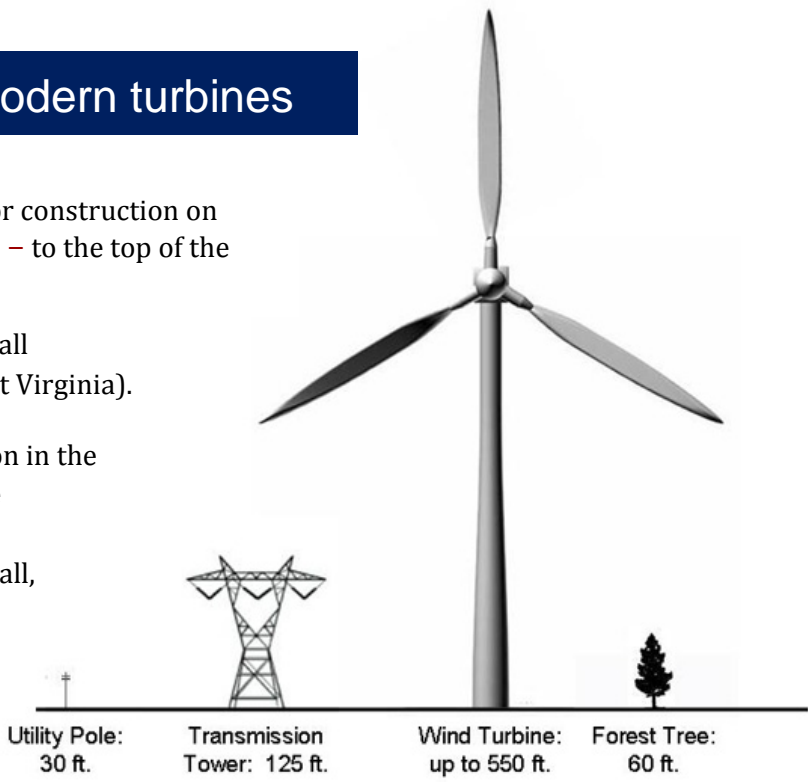 odern turbines
or construction on
– to the top of the
all
t Virginia).
on in the
all,
Utility Pole:
30 ft.
Transmission
Tower: 125 ft.
Wind Turbine:
up to 550 ft.
Forest Tree:
60 ft.